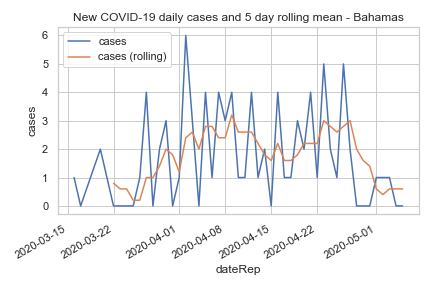 New COVID-19 daily cases and 5 day rolling mean - Bahamas
cases
cases (rolling)
cases
6
5
4
3
2
1
0
2020-03-15
2020-03-22
2020-04-01
2020-04-08
2020-04-15
2020-04-22
2020-05-01
dateRep